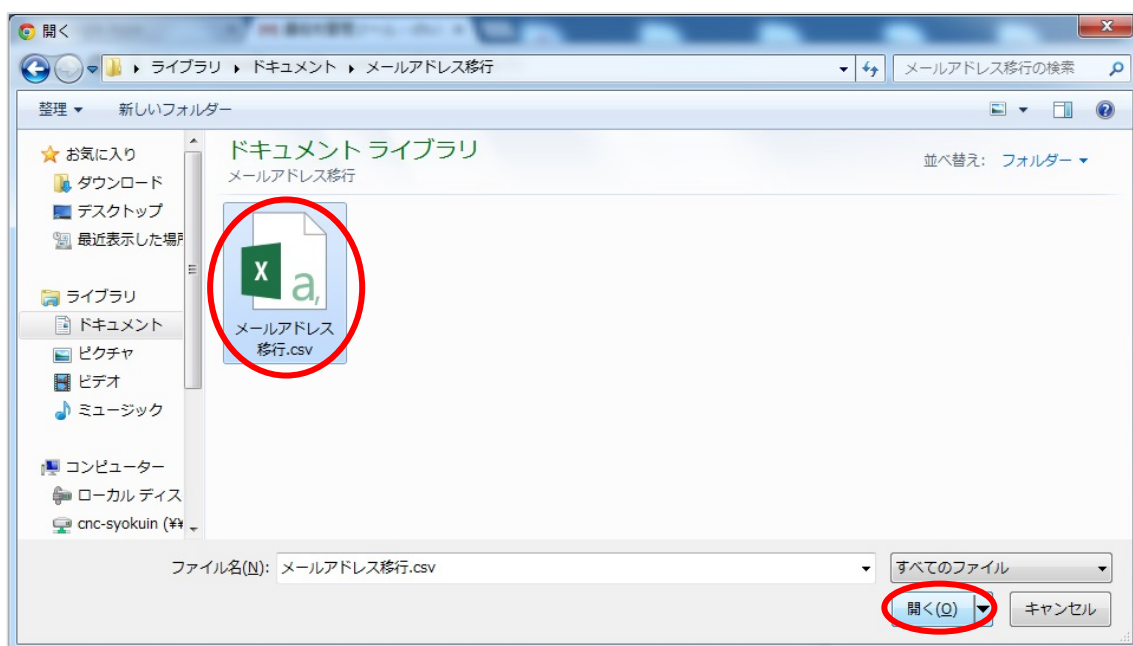 開く
ライブラリ ドキュメント メールアドレス移行
メールアドレス移行の検索
整理 新しいフォルダー
お気に入り
ダウンロード
デスクトップ
最近表示した場所
ライブラリ
ドキュメント
ピクチャ
ビデオ
ミュージック
コンピューター
ローカル ディス
cnc-syokuin (¥¥
ドキュメント ライブラリ
メールアドレス移行
並べ替え: フォルダー
X a,
メールアドレス
移行.csv
ファイル名(N): メールアドレス移行.csv
すべてのファイル
開く(O) キャンセル